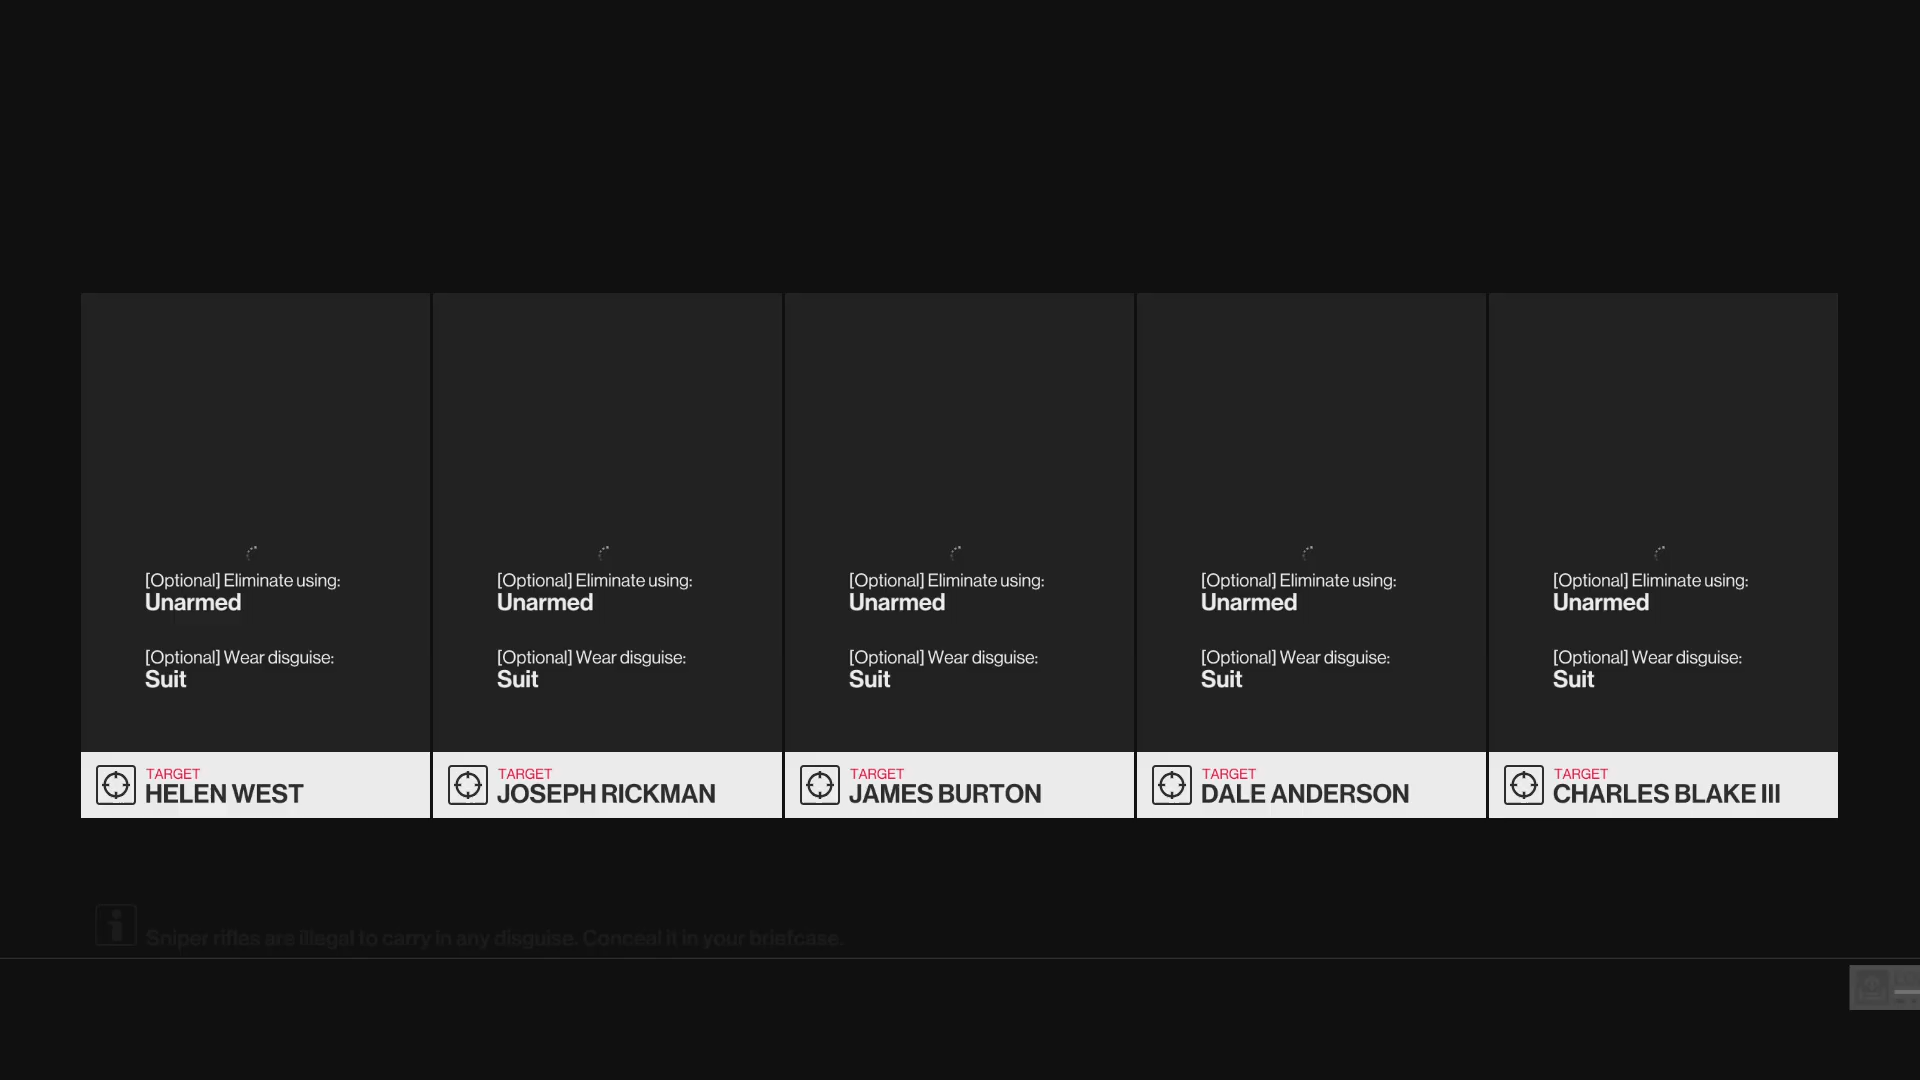 [Optional] Eliminate using:
Unarmed
[Optional] Wear disguise:
Suit
TARGET
HELEN WEST
[Optional] Eliminate using:
Unarmed
[Optional] Wear disguise:
Suit
TARGET
JOSEPH RICKMAN
[Optional] Eliminate using:
Unarmed
[Optional] Wear disguise:
Suit
TARGET
JAMES BURTON
[Optional] Eliminate using:
Unarmed
[Optional] Wear disguise:
Suit
TARGET
DALE ANDERSON
[Optional] Eliminate using:
Unarmed
[Optional] Wear disguise:
Suit
TARGET
CHARLES BLAKE III
Sniper rifles are illegal to carry in any disguise. Conceal it in your briefcase.